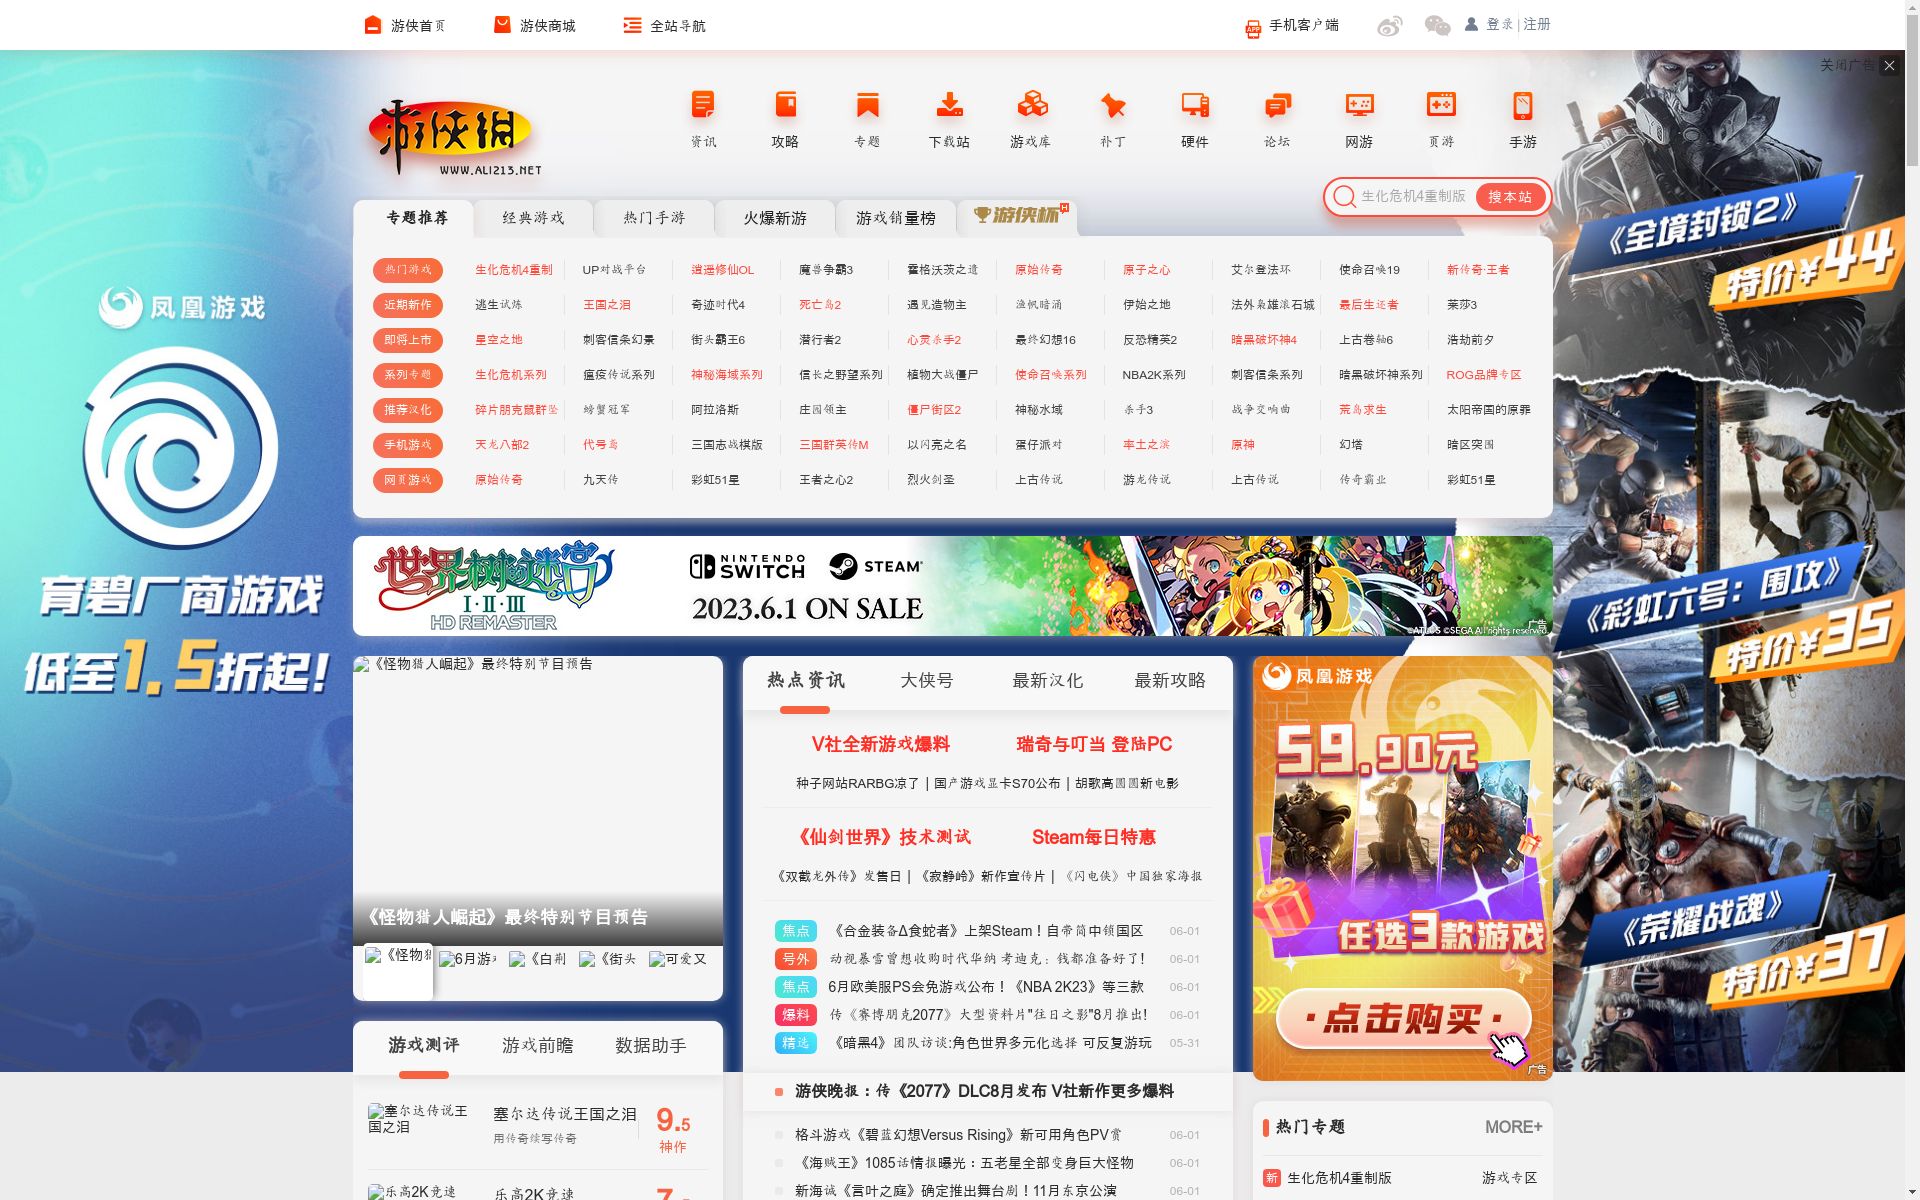 游侠首页 游侠商城 全站导航 手机客户端 登录 | 注册
关闭广告
游侠網
WWW.ALI213.NET
资讯 攻略 专题 下载站 游戏库 补丁 硬件 论坛 网游 页游 手游
生化危机4重制版 搜本站
专题推荐 经典游戏 热门手游 火爆新游 游戏销量榜 游侠杯
热门游戏 生化危机4重制 UP对战平台 逍遥修仙OL 魔兽争霸3 霍格沃茨之遗 原始传奇 原子之心 艾尔登法环 使命召唤19 新传奇·王者
近期新作 逃生试炼 王国之泪 奇迹时代4 死亡岛2 遇见造物主 渔帆暗涌 伊始之地 法外枭雄滚石城 最后生还者 莱莎3
即将上市 星空之地 刺客信条幻景 街头霸王6 潜行者2 心灵杀手2 最终幻想16 反恐精英2 暗黑破坏神4 上古卷轴6 浩劫前夕
系列专题 生化危机系列 瘟疫传说系列 神秘海域系列 信长之野望系列 植物大战僵尸 使命召唤系列 NBA2K系列 刺客信条系列 暗黑破坏神系列 ROG品牌专区
推荐汉化 碎片朋克鼠群坠 螃蟹冠军 阿拉洛斯 庄园领主 僵尸街区2 神秘水域 杀手3 战争交响曲 荒岛求生 太阳帝国的原罪
手机游戏 天龙八部2 代号鸢 三国志战棋版 三国群英传M 以闪亮之名 蛋仔派对 率土之滨 原神 幻塔 暗区突围
网页游戏 原始传奇 九天传 彩虹51星 王者之心2 烈火剑圣 上古传说 游龙传说 上古传说 传奇霸业 彩虹51星
凤凰游戏
育碧厂商游戏
低至1.5折起!
《全境封锁2》
特价¥44
《彩虹六号：围攻》
特价¥35
《荣耀战魂》
特价¥37
世界树的迷宫
I·II·III
HD REMASTER
NINTENDO
SWITCH
STEAM
2023.6.1 ON SALE
©ATLUS ©SEGA All rights reserved.
广告
《怪物猎人崛起》最终特别节目预告
《怪物猎人崛起》最终特别节目预告
《怪物猎 6月游戏 《白荆 《街头 可爱又
游戏测评 游戏前瞻 数据助手
塞尔达传说王国之泪
塞尔达传说王国之泪
用传奇续写传奇
9.5
神作
乐高2K竞速
乐高2K竞速
热点资讯 大侠号 最新汉化 最新攻略
V社全新游戏爆料 瑞奇与叮当 登陆PC
种子网站RARBG凉了 | 国产游戏显卡S70公布 | 胡歌高圆圆新电影
《仙剑世界》技术测试 Steam每日特惠
《双截龙外传》发售日 | 《寂静岭》新作宣传片 | 《闪电侠》中国独家海报
焦点 《合金装备Δ食蛇者》上架Steam！自带简中锁国区 06-01
号外 动视暴雪曾想收购时代华纳 考迪克：钱都准备好了! 06-01
焦点 6月欧美服PS会免游戏公布！《NBA 2K23》等三款 06-01
爆料 传《赛博朋克2077》大型资料片"往日之影"8月推出! 06-01
精选 《暗黑4》团队访谈:角色世界多元化选择 可反复游玩 05-31
游侠晚报：传《2077》DLC8月发布 V社新作更多爆料
格斗游戏《碧蓝幻想Versus Rising》新可用角色PV赏 06-01
《海贼王》1085话情报曝光：五老星全部变身巨大怪物 06-01
新海诚《言叶之庭》确定推出舞台剧！11月东京公演 06-01
凤凰游戏
59.90元
任选3款游戏
·点击购买·
广告
热门专题 MORE+
新 生化危机4重制版 游戏专区